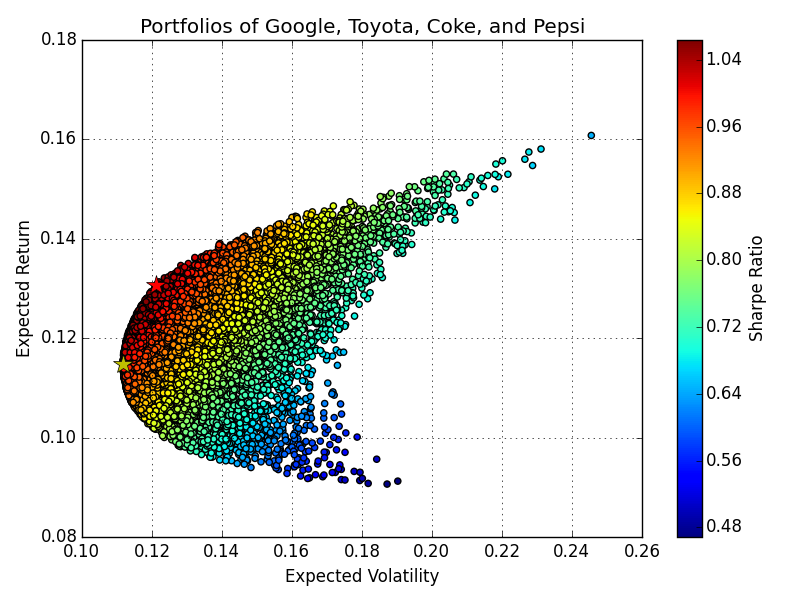 Portfolios of Google, Toyota, Coke, and Pepsi
0.18
0.16
0.14
0.12
0.10
0.08
Expected Return
0.10 0.12 0.14 0.16 0.18 0.20 0.22 0.24 0.26
Expected Volatility
1.04
0.96
0.88
0.80
0.72
0.64
0.56
0.48
Sharpe Ratio